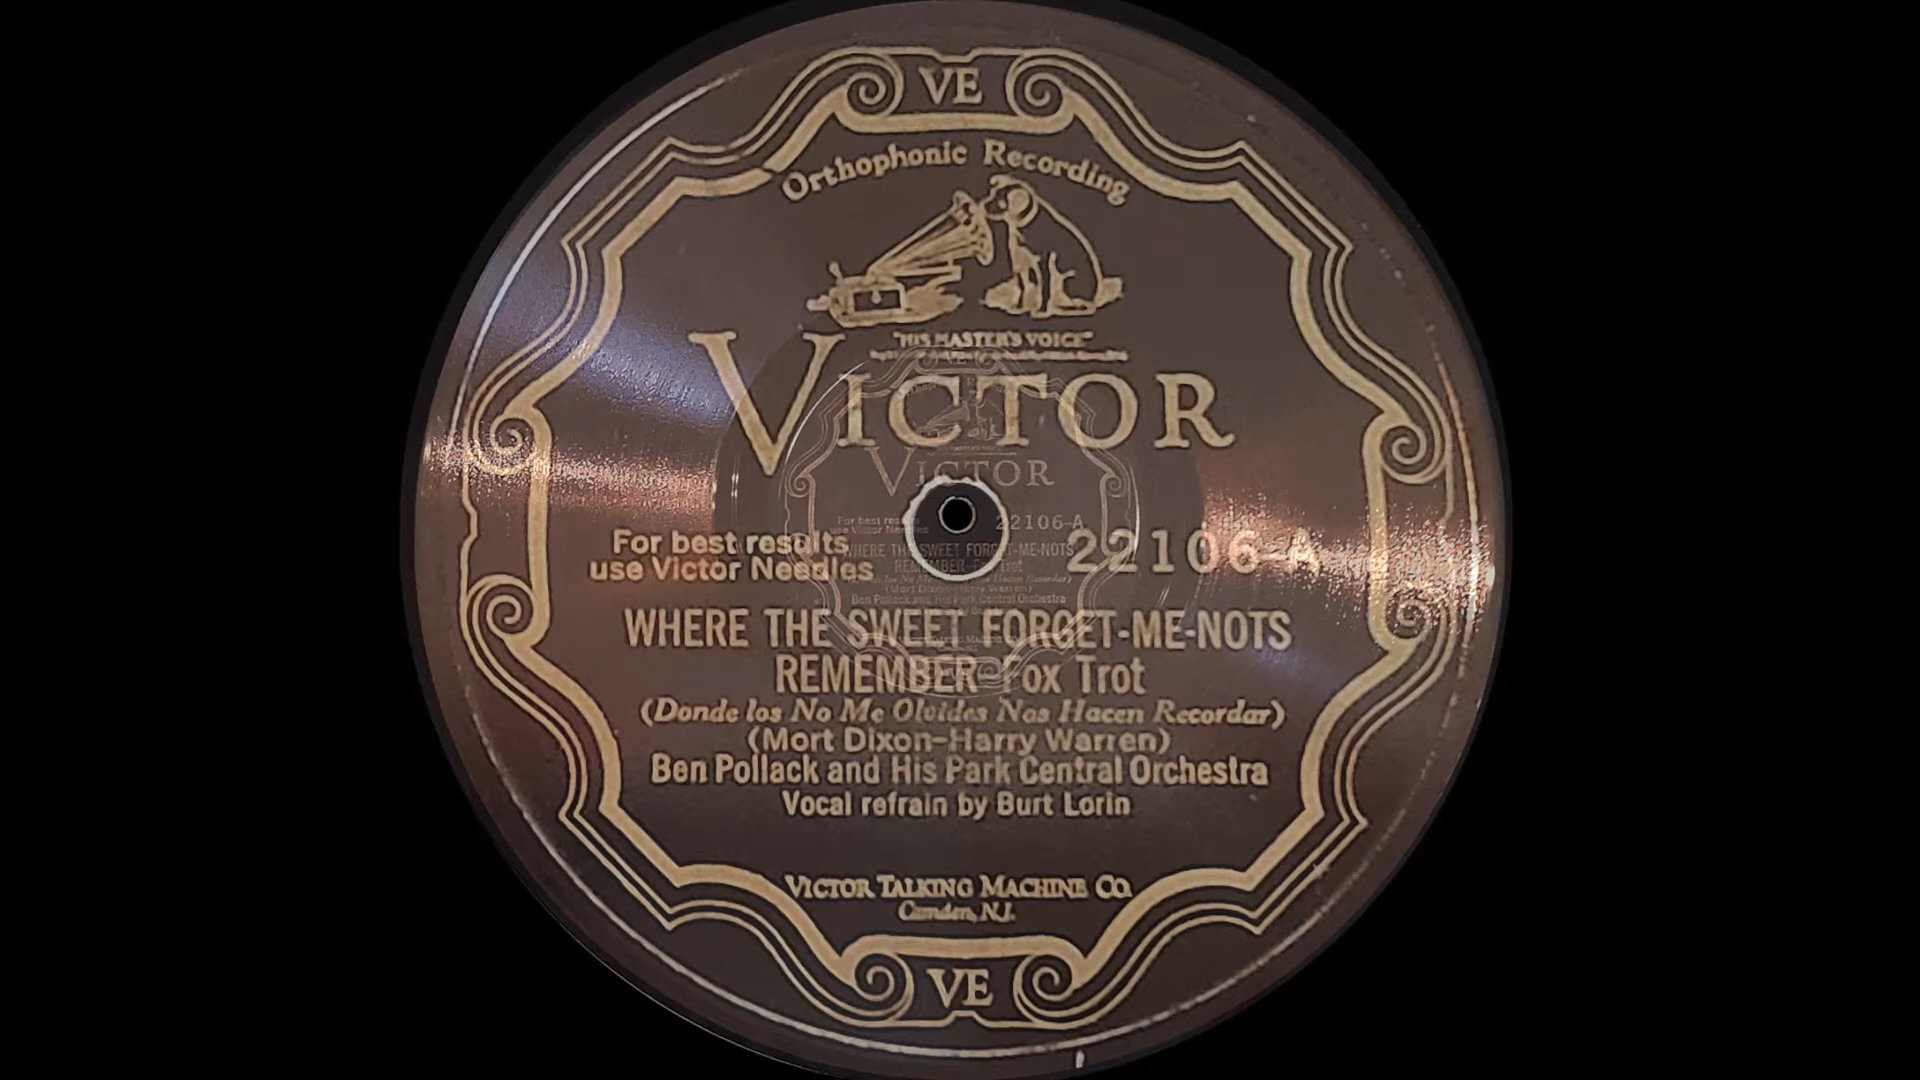 VE
Orthophonic Recording
"HIS MASTER'S VOICE"
VICTOR
For best results
use Victor Needles
22106-A
WHERE THE SWEET FORGET-ME-NOTS
REMEMBER-Fox Trot
(Donde los No Me Olvides Nos Hacen Recordar)
(Mort Dixon-Harry Warren)
Ben Pollack and His Park Central Orchestra
Vocal refrain by Burt Lorin
VICTOR TALKING MACHINE CO.
Camden, N.J.
VE